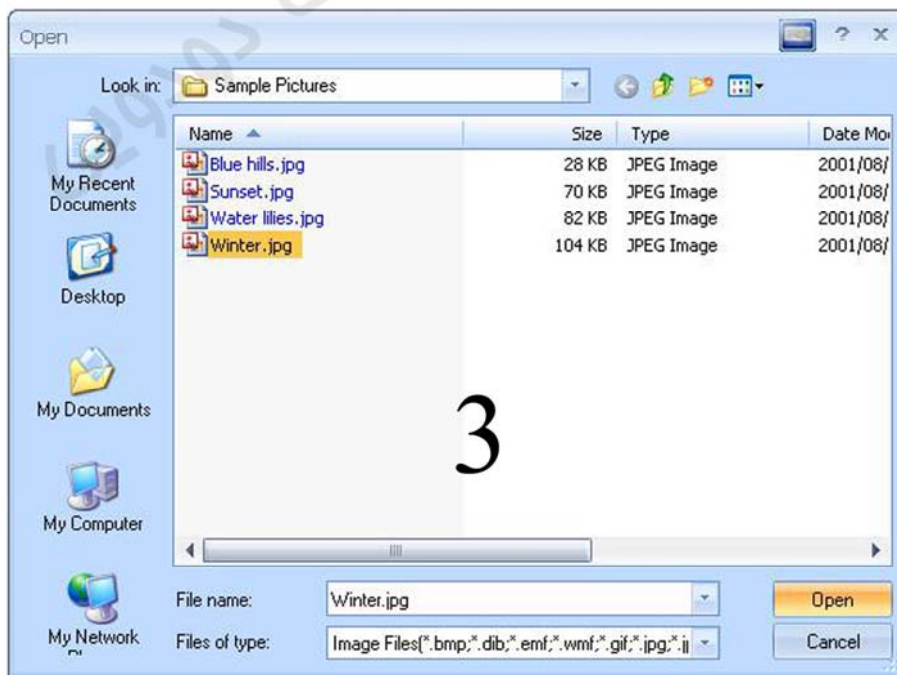 Open
Look in: Sample Pictures
Name Size Type Date Mo
Blue hills.jpg 28 KB JPEG Image 2001/08/
Sunset.jpg 70 KB JPEG Image 2001/08/
Water lilies.jpg 82 KB JPEG Image 2001/08/
Winter.jpg 104 KB JPEG Image 2001/08/
My Recent
Documents
Desktop
My Documents
My Computer
My Network
3
File name: Winter.jpg Open
Files of type: Image Files(*.bmp;*.dib;*.emf;*.wmf;*.gif;*.jpg;*.j Cancel